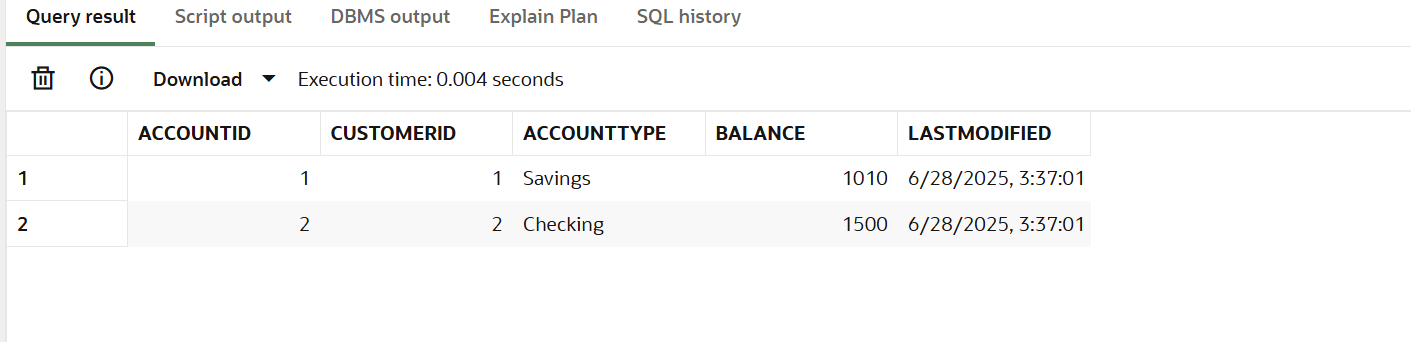 Query result Script output DBMS output Explain Plan SQL history
Download Execution time: 0.004 seconds
ACCOUNTID CUSTOMERID ACCOUNTTYPE BALANCE LASTMODIFIED
1 1 1 Savings 1010 6/28/2025, 3:37:01
2 2 2 Checking 1500 6/28/2025, 3:37:01